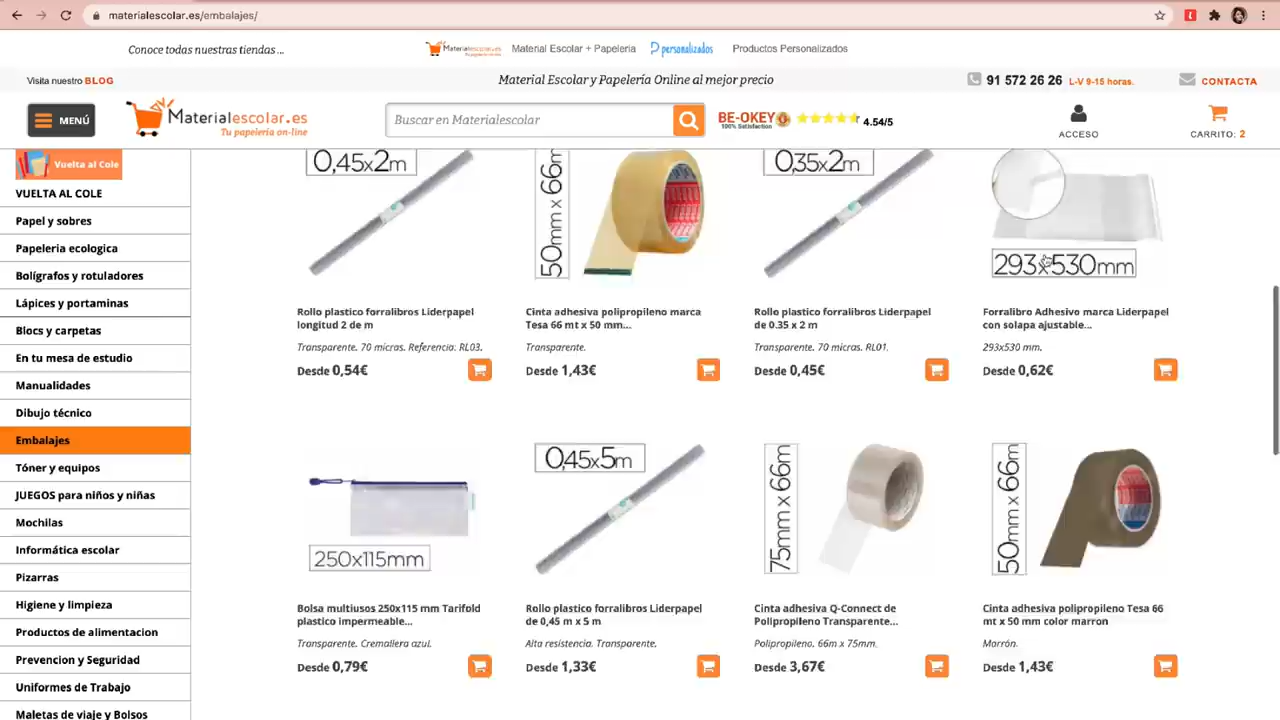 materialescolar.es/embalajes/
Conoce todas nuestras tiendas ...
Materialescolar.es
Material Escolar + Papeleria
personalizados
Productos Personalizados
Visita nuestro BLOG
Material Escolar y Papelería Online al mejor precio
91 572 26 26 L-V 9-15 horas.
CONTACTA
MENÚ
Materialescolar.es
Tu papelería on-line
Buscar en Materialescolar
BE-OKEY
100% Satisfaction
4.54/5
ACCESO
CARRITO: 2
Vuelta al Cole
VUELTA AL COLE
Papel y sobres
Papeleria ecologica
Bolígrafos y rotuladores
Lápices y portaminas
Blocs y carpetas
En tu mesa de estudio
Manualidades
Dibujo técnico
Embalajes
Tóner y equipos
JUEGOS para niños y niñas
Mochilas
Informática escolar
Pizarras
Higiene y limpieza
Productos de alimentacion
Prevencion y Seguridad
Uniformes de Trabajo
Maletas de viaje y Bolsos
0,45x2m
Rollo plastico forralibros Liderpapel
longitud 2 de m
Transparente. 70 micras. Referencia: RL03.
Desde 0,54€
50mm x 66m
Cinta adhesiva polipropileno marca
Tesa 66 mt x 50 mm...
Transparente.
Desde 1,43€
0,35x2m
Rollo plastico forralibros Liderpapel
de 0.35 x 2 m
Transparente. 70 micras. RL01.
Desde 0,45€
293x530mm
Forralibro Adhesivo marca Liderpapel
con solapa ajustable...
293x530 mm.
Desde 0,62€
250x115mm
Bolsa multiusos 250x115 mm Tarifold
plastico impermeable...
Transparente. Cremallera azul.
Desde 0,79€
0,45x5m
Rollo plastico forralibros Liderpapel
de 0,45 m x 5 m
Alta resistencia. Transparente.
Desde 1,33€
75mm x 66m
Cinta adhesiva Q-Connect de
Polipropileno Transparente...
Polipropileno. 66m x 75mm.
Desde 3,67€
50mm x 66m
Cinta adhesiva polipropileno Tesa 66
mt x 50 mm color marron
Marrón.
Desde 1,43€